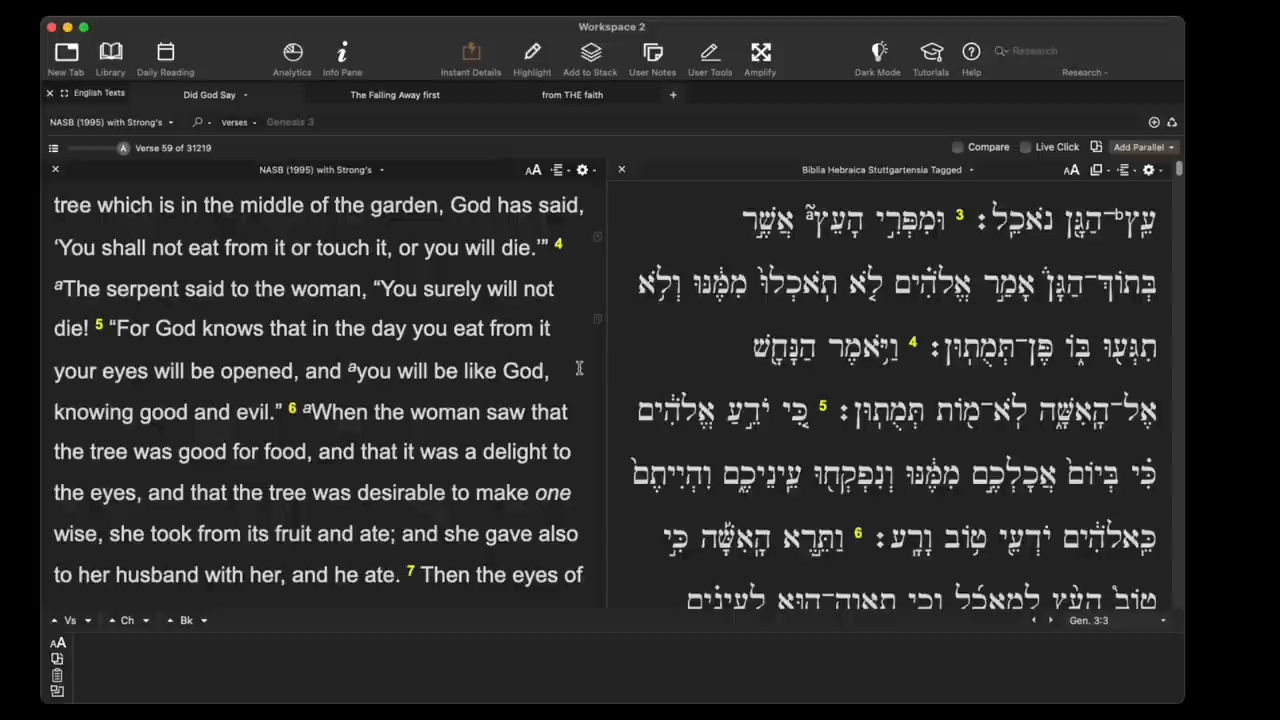 Workspace 2
New Tab Library Daily Reading Analytics Info Pane Instant Details Highlight Add to Stack User Notes User Tools Amplify Dark Mode Tutorials Help Research
Research
English Texts Did God Say The Falling Away first from THE faith +
NASB (1995) with Strong's Verses Genesis 3
A Verse 59 of 31219 Compare Live Click Add Parallel
NASB (1995) with Strong's
tree which is in the middle of the garden, God has said,
‘You shall not eat from it or touch it, or you will die.’” 4
aThe serpent said to the woman, “You surely will not
die! 5 “For God knows that in the day you eat from it
your eyes will be opened, and ayou will be like God,
knowing good and evil.” 6 aWhen the woman saw that
the tree was good for food, and that it was a delight to
the eyes, and that the tree was desirable to make one
wise, she took from its fruit and ate; and she gave also
to her husband with her, and he ate. 7 Then the eyes of
Biblia Hebraica Stuttgartensia Tagged
עֵֽץ־bהַגָּ֖ן נֹאכֵֽל׃ 3 וּמִפְּרִ֣י הָעֵץ֮ã אֲשֶׁ֣ר
בְּתוֹךְ־הַגָּן֒ אָמַ֣ר אֱלֹהִ֗ים לֹ֤א תֹֽאכְלוּ֙ מִמֶּ֔נּוּ וְלֹ֥א
תִגְּע֖וּ בּ֑וֹ פֶּן־תְּמֻתֽוּן׃ 4 וַיֹּ֥אמֶר הַנָּחָ֖שׁ
אֶל־הָֽאִשָּׁ֑ה לֹֽא־מ֖וֹת תְּמֻתֽוּן׃ 5 כִּ֚י יֹדֵ֣עַ אֱלֹהִ֔ים
כִּ֗י בְּיוֹם֙ אֲכָלְכֶ֣ם מִמֶּ֔נּוּ וְנִפְקְח֖וּ עֵֽינֵיכֶ֑ם וִהְיִיתֶם֙
כֵּֽאלֹהִ֔ים יֹדְעֵ֖י ט֥וֹב וָרָֽע׃ 6 וַתֵּ֣רֶא הָֽאִשָּׁ֡ה כִּ֣י
טוֹב֩ הָעֵ֨ץ לְמַאֲכָ֜ל וְכִ֧י תַֽאֲוָה־ה֣וּא לָעֵינַ֗יִם
Vs Ch Bk Gen. 3:3